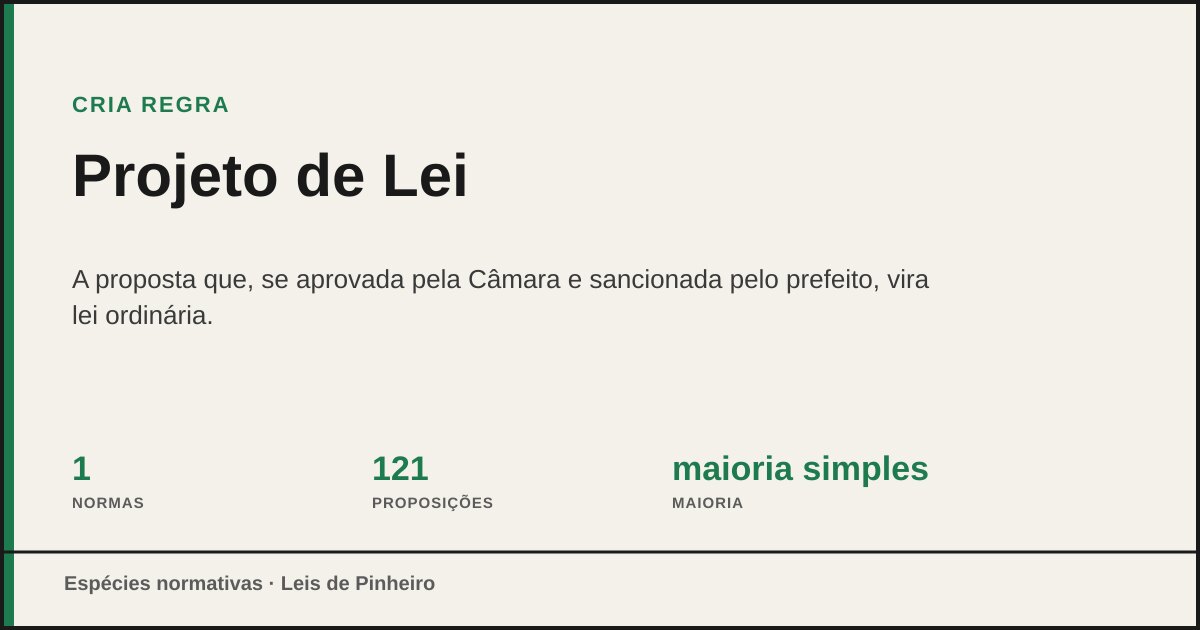 CRIA REGRA
Projeto de Lei
A proposta que, se aprovada pela Câmara e sancionada pelo prefeito, vira
lei ordinária.
1
NORMAS
121
PROPOSIÇÕES
maioria simples
MAIORIA
Espécies normativas · Leis de Pinheiro